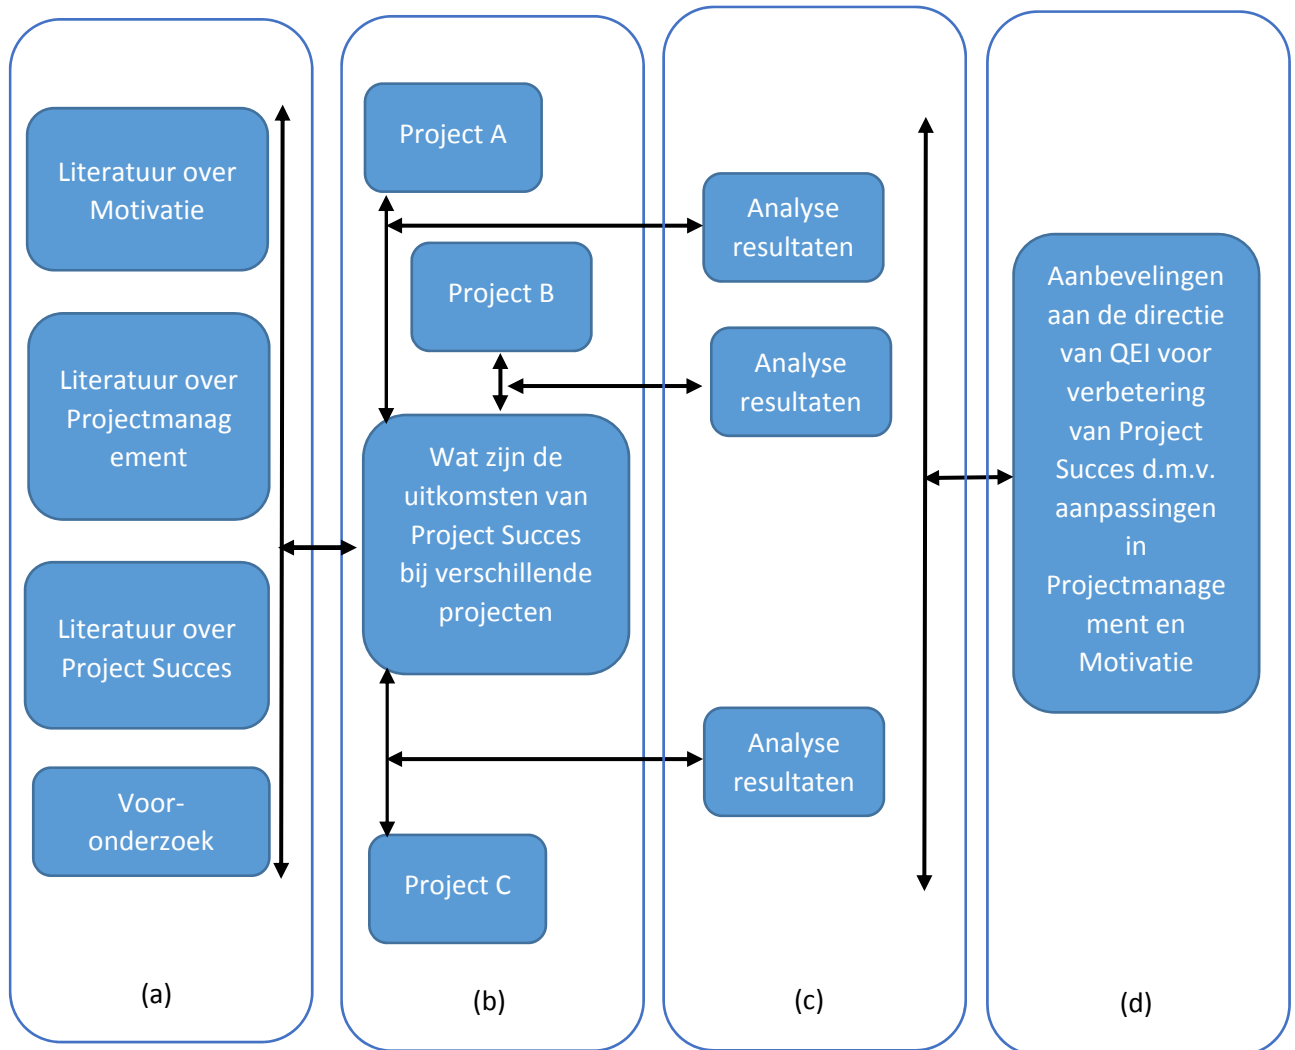 Literatuur over
Motivatie
Literatuur over
Projectmanag
ement
Literatuur over
Project Succes
Voor-
onderzoek
(a)
Project A
Project B
Wat zijn de
uitkomsten van
Project Succes
bij verschillende
projecten
Project C
(b)
Analyse
resultaten
Analyse
resultaten
Analyse
resultaten
(c)
Aanbevelingen
aan de directie
van QEI voor
verbetering
van Project
Succes d.m.v.
aanpassingen
in
Projectmanage
ment en
Motivatie
(d)